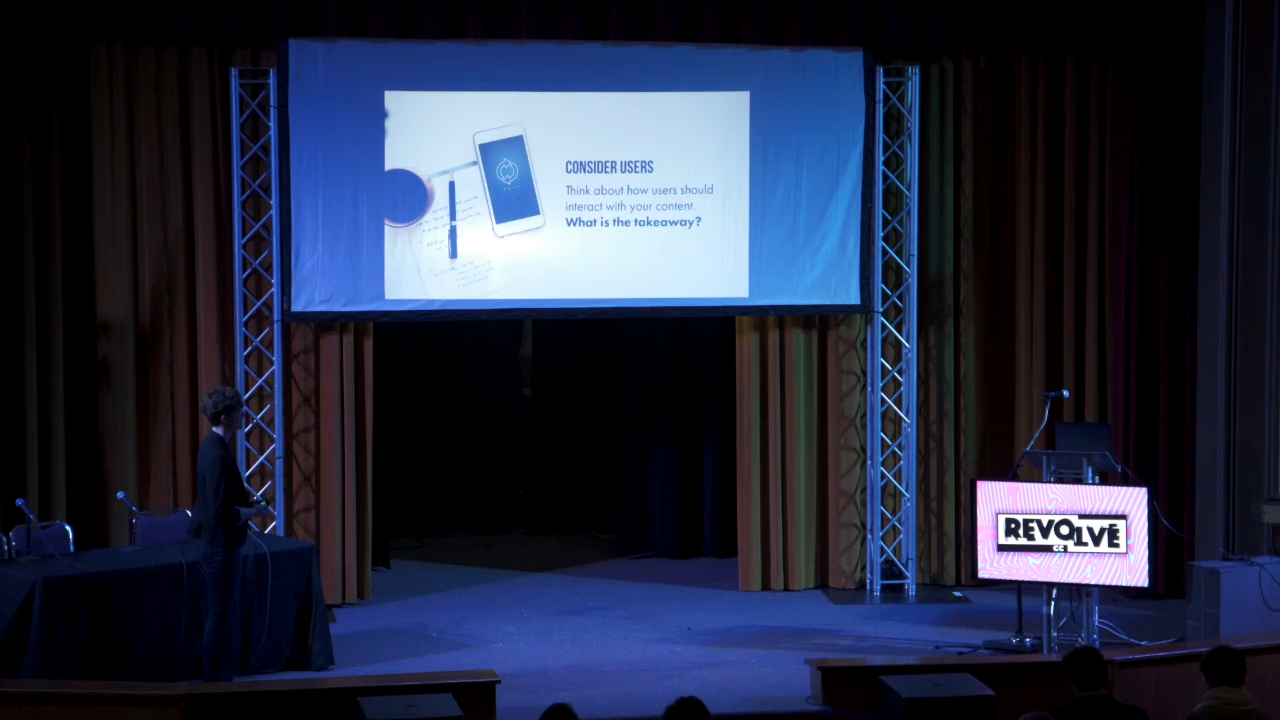 CONSIDER USERS
Think about how users should
interact with your content.
What is the takeaway?
REVOLVE
CC